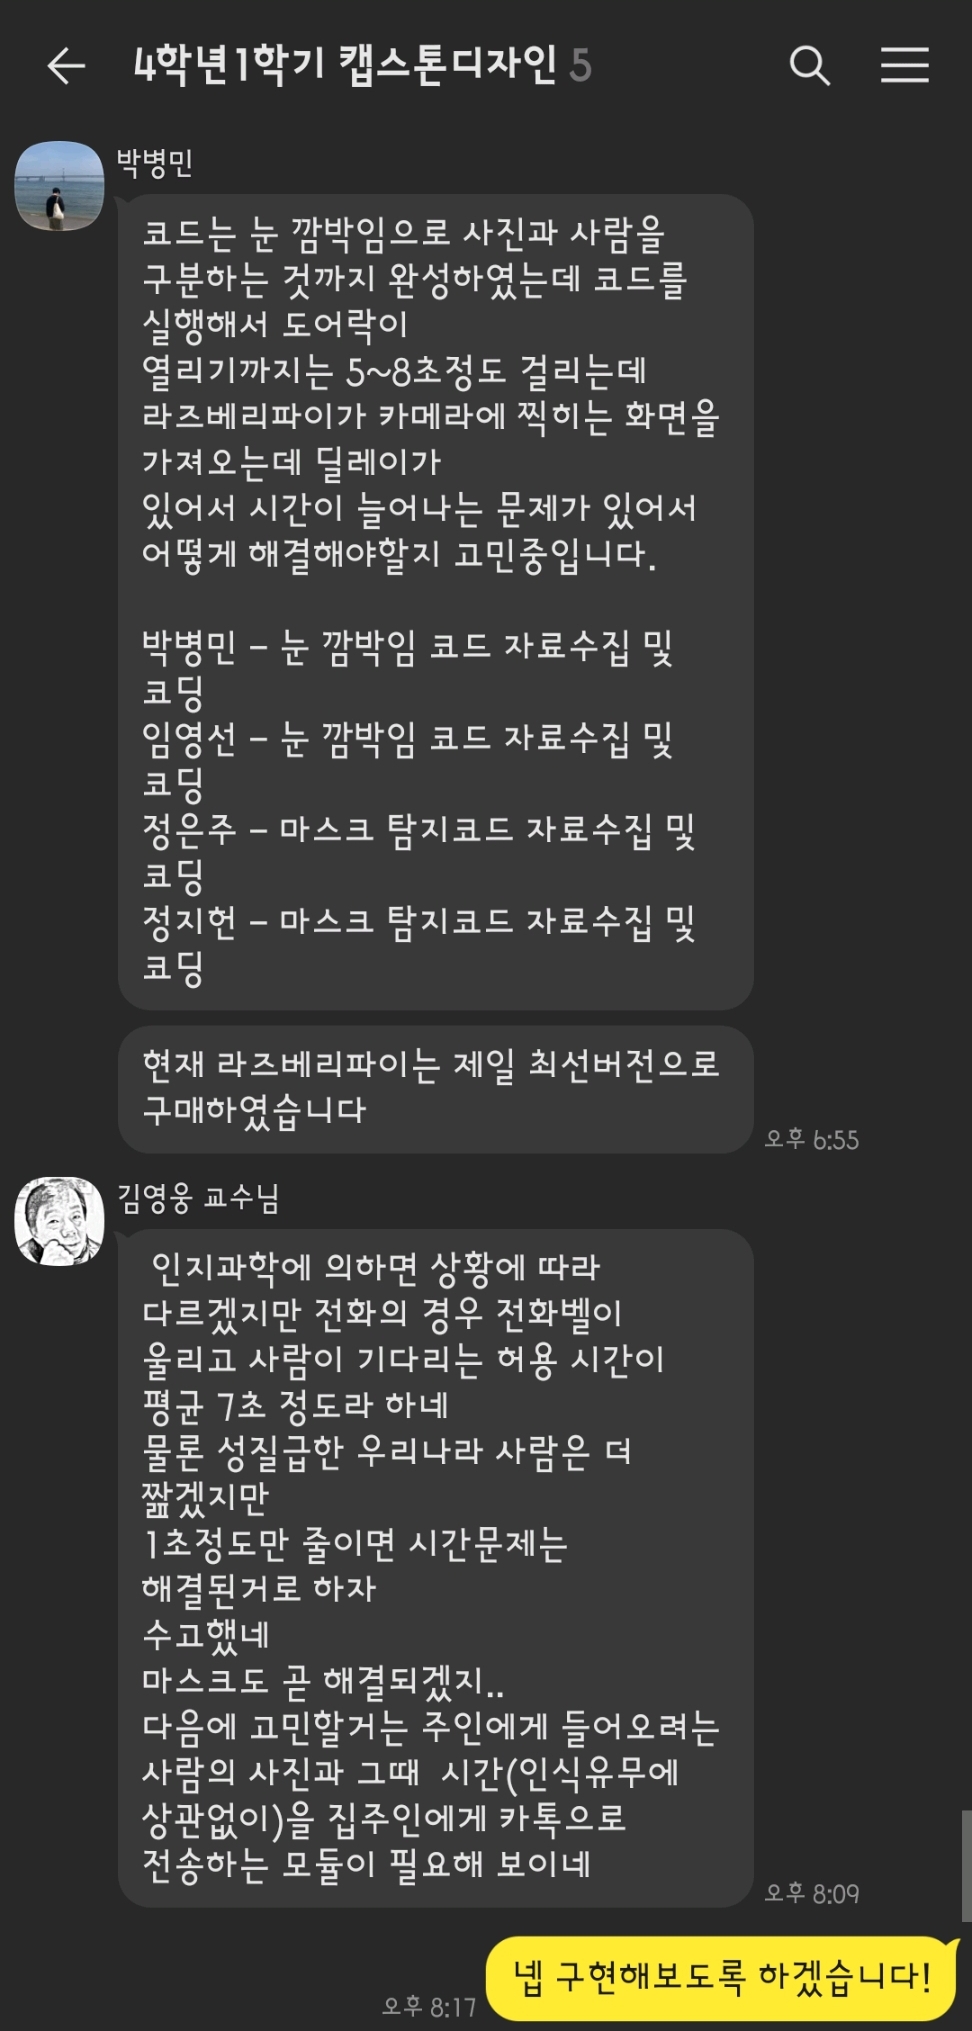 4학년1학기 캡스톤디자인 5
박병민
코드는 눈 깜박임으로 사진과 사람을
구분하는 것까지 완성하였는데 코드를
실행해서 도어락이
열리기까지는 5~8초정도 걸리는데
라즈베리파이가 카메라에 찍히는 화면을
가져오는데 딜레이가
있어서 시간이 늘어나는 문제가 있어서
어떻게 해결해야할지 고민중입니다.
박병민 – 눈 깜박임 코드 자료수집 및
코딩
임영선 – 눈 깜박임 코드 자료수집 및
코딩
정은주 – 마스크 탐지코드 자료수집 및
코딩
정지헌 – 마스크 탐지코드 자료수집 및
코딩
현재 라즈베리파이는 제일 최선버전으로
구매하였습니다
오후 6:55
김영웅 교수님
인지과학에 의하면 상황에 따라
다르겠지만 전화의 경우 전화벨이
울리고 사람이 기다리는 허용 시간이
평균 7초 정도라 하네
물론 성질급한 우리나라 사람은 더
짧겠지만
1초정도만 줄이면 시간문제는
해결된거로 하자
수고했네
마스크도 곧 해결되겠지..
다음에 고민할거는 주인에게 들어오려는
사람의 사진과 그때 시간(인식유무에
상관없이)을 집주인에게 카톡으로
전송하는 모듈이 필요해 보이네
오후 8:09
넵 구현해보도록 하겠습니다!
오후 8:17